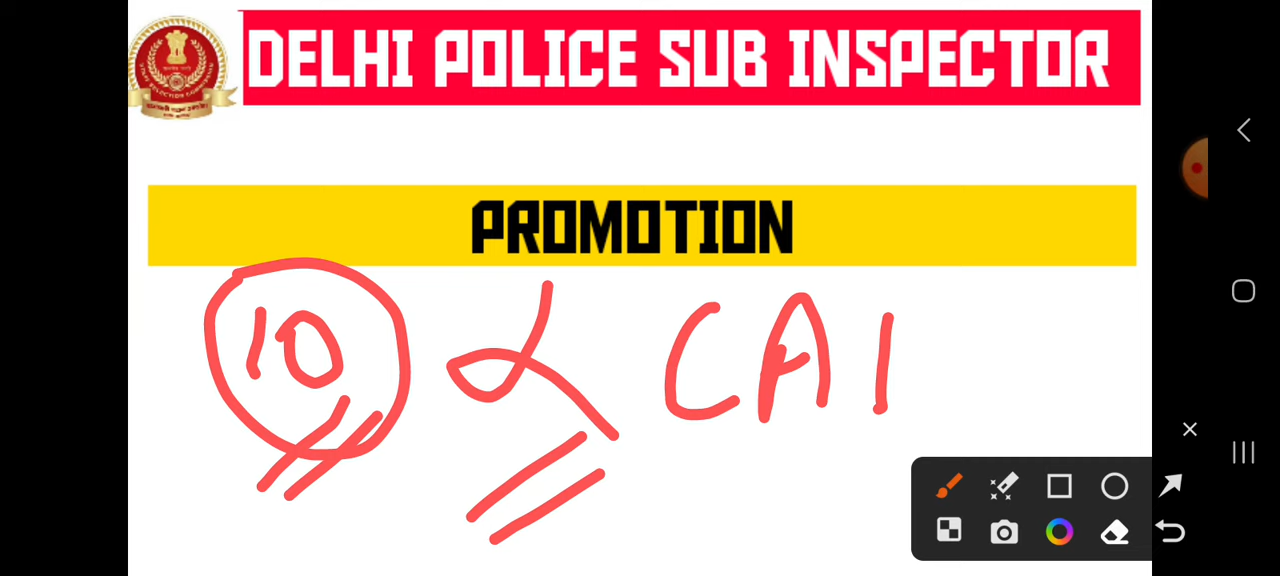 DELHI POLICE SUB INSPECTOR
PROMOTION
10 CAI